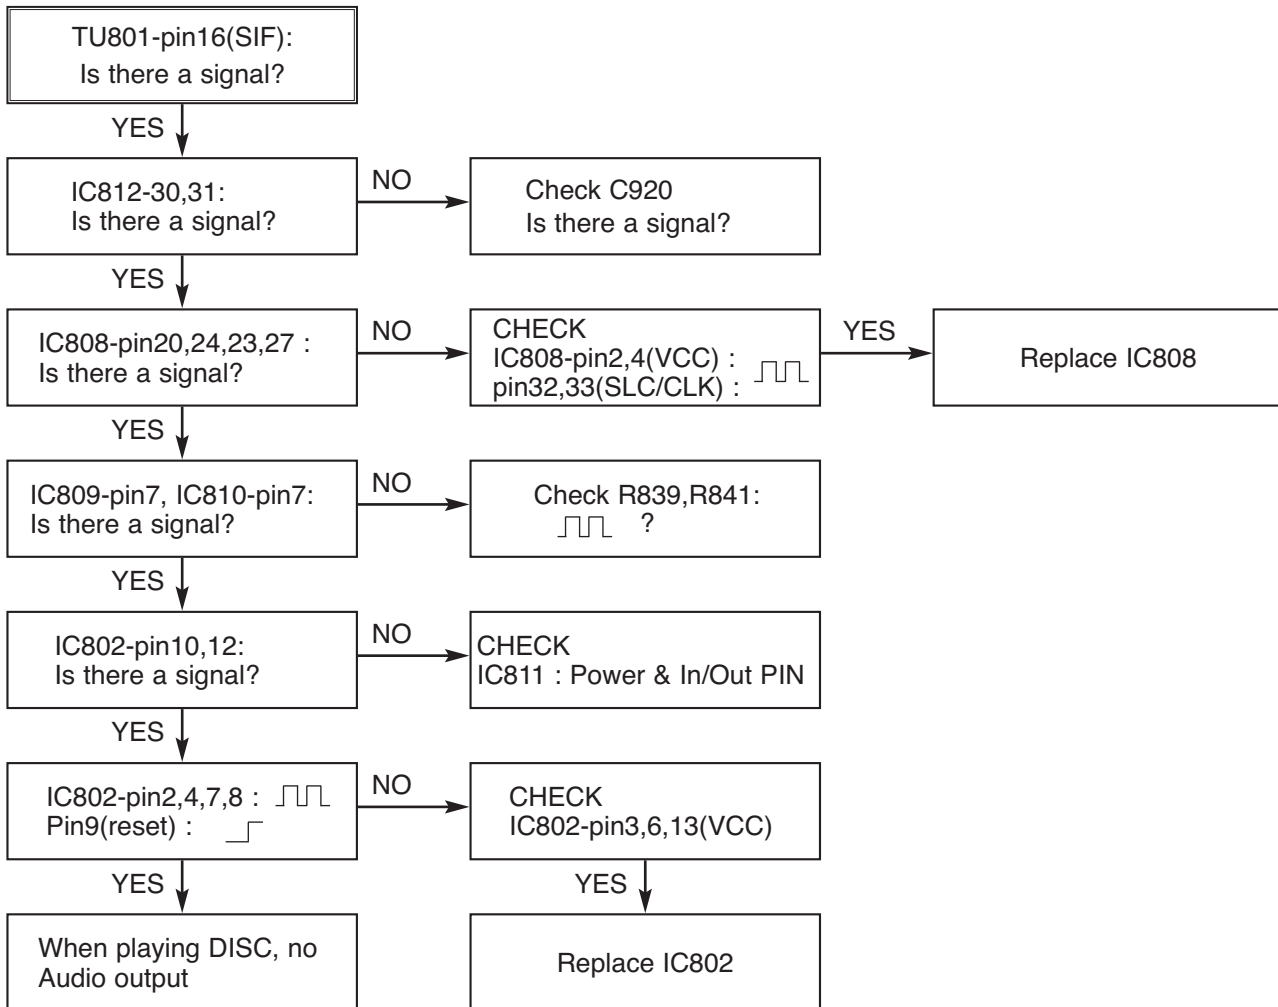 TU801-pin16(SIF):
Is there a signal?
YES
IC812-30,31:
Is there a signal?
NO
Check C920
Is there a signal?
YES
IC808-pin20,24,23,27 :
Is there a signal?
NO
CHECK
IC808-pin2,4(VCC) :
pin32,33(SLC/CLK) :
YES
Replace IC808
YES
IC809-pin7, IC810-pin7:
Is there a signal?
NO
Check R839,R841:
?
YES
IC802-pin10,12:
Is there a signal?
NO
CHECK
IC811 : Power & In/Out PIN
YES
IC802-pin2,4,7,8 :
Pin9(reset) :
NO
CHECK
IC802-pin3,6,13(VCC)
YES
When playing DISC, no
Audio output
YES
Replace IC802